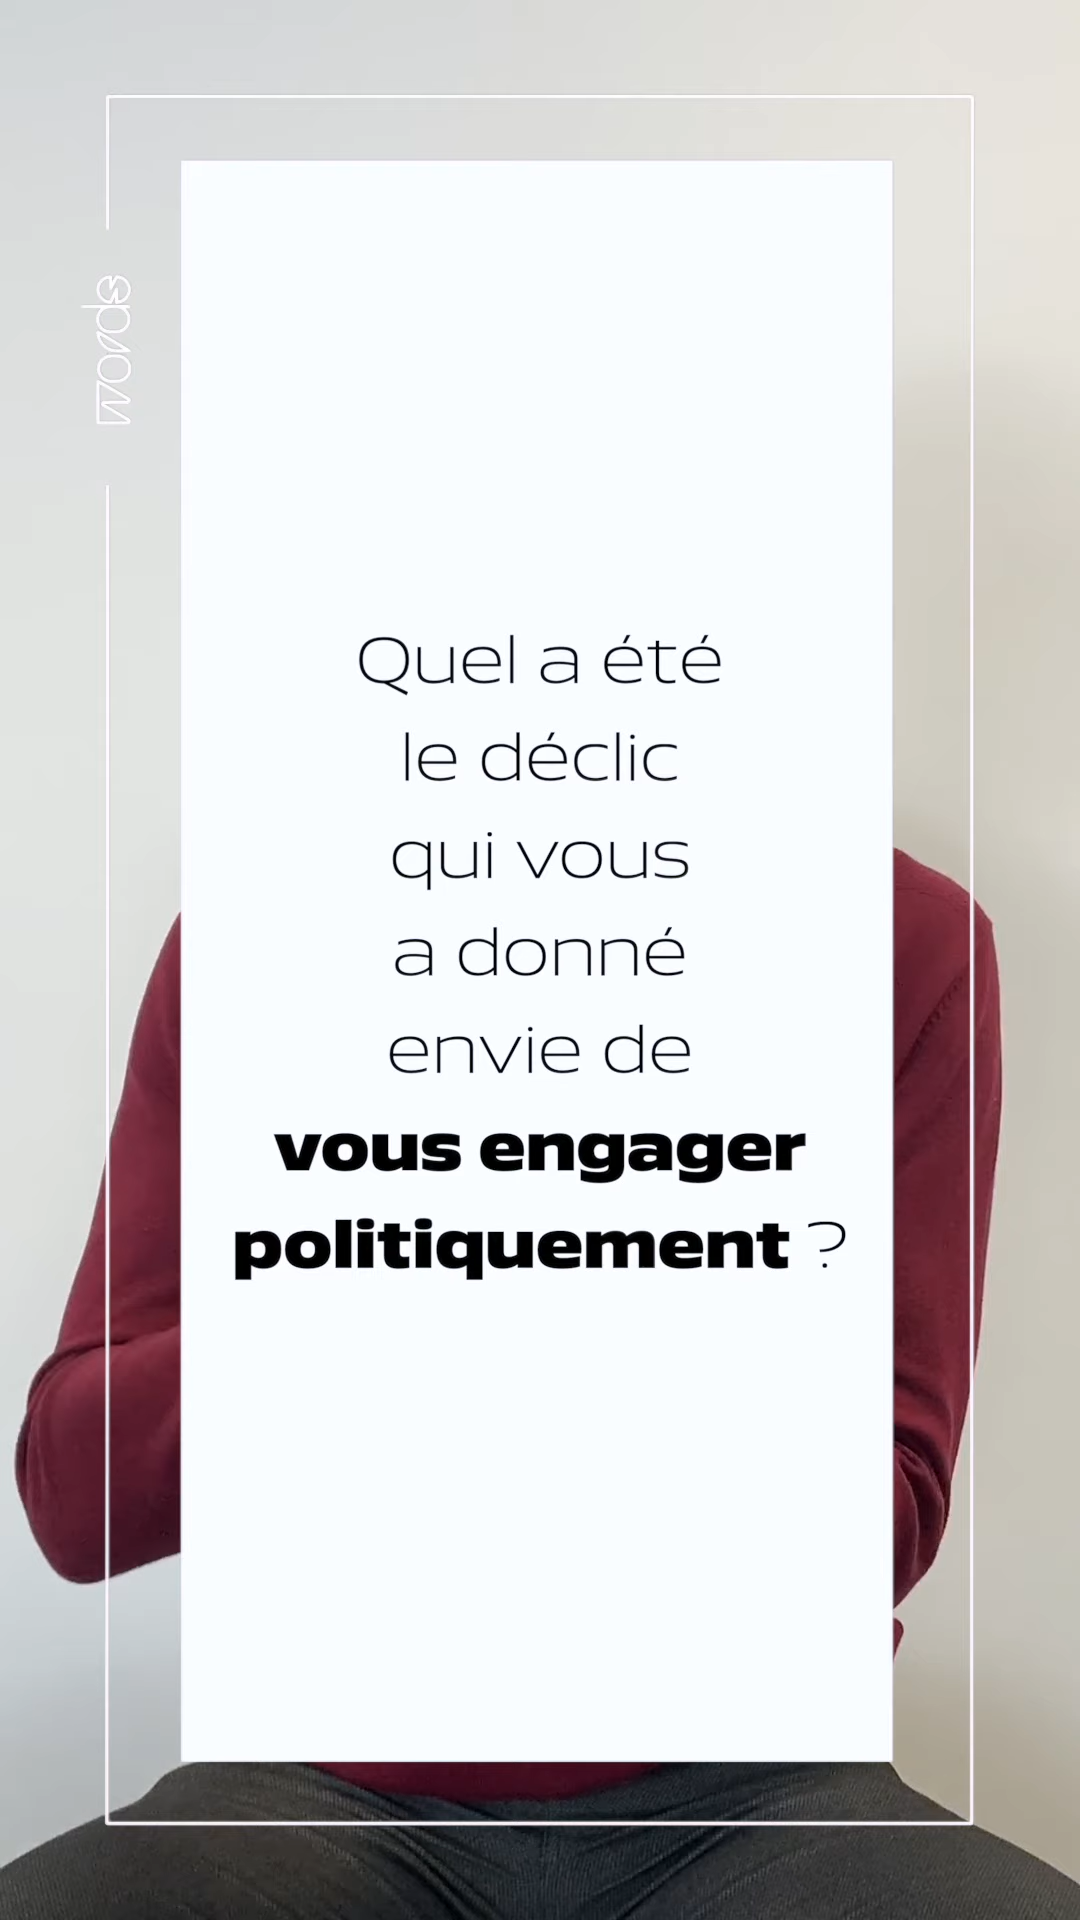 words
Quel a été
le déclic
qui vous
a donné
envie de
vous engager
politiquement ?